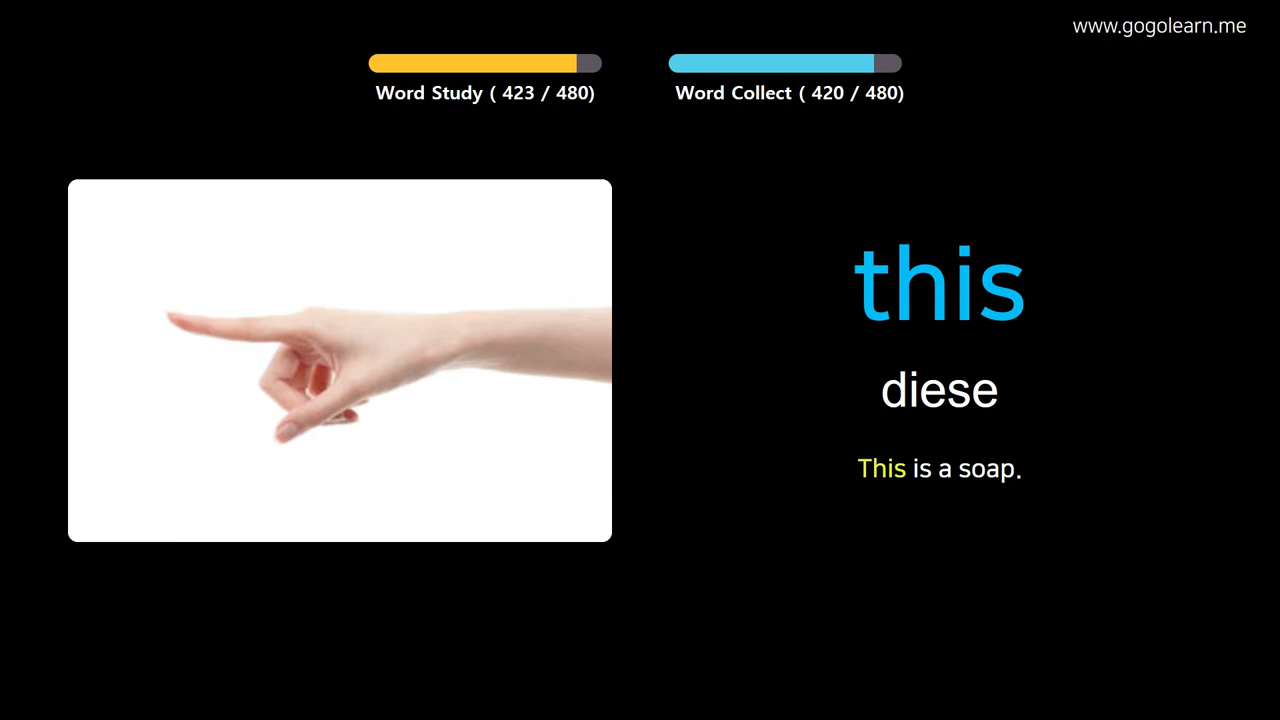 www.gogolearn.me
Word Study ( 423 / 480)
Word Collect ( 420 / 480)
this
diese
This is a soap.